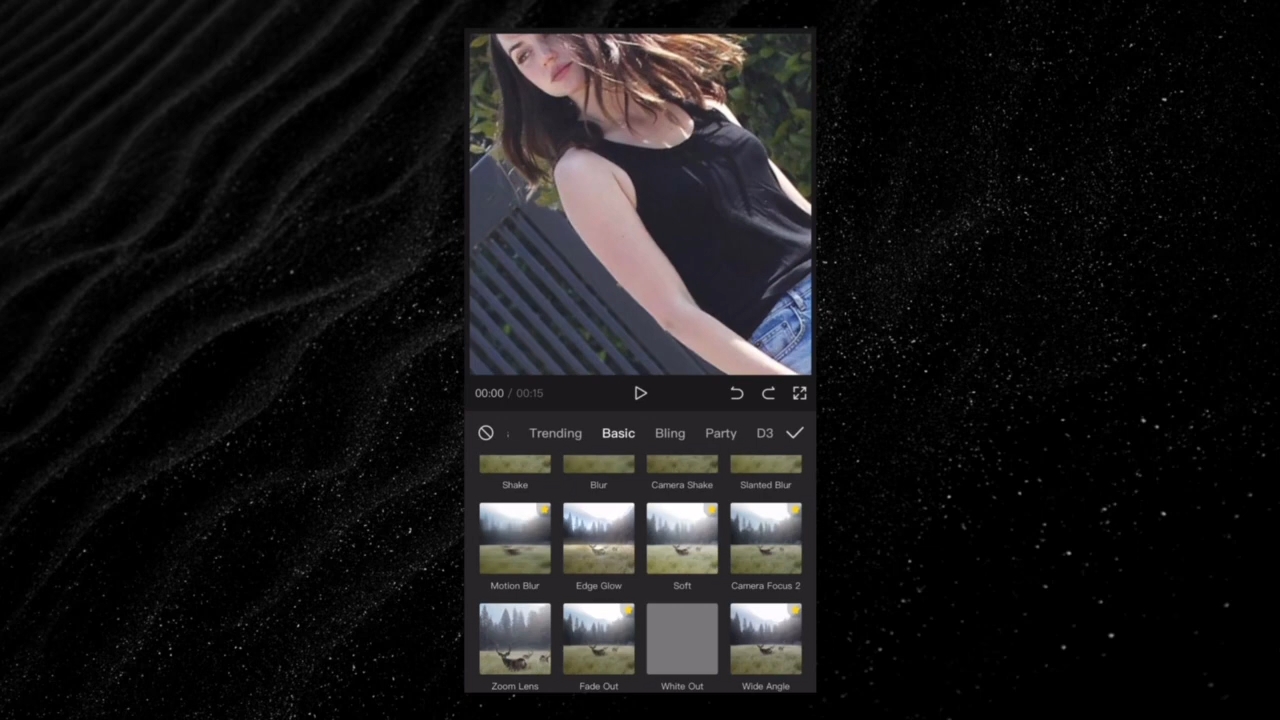 00:00 / 00:15
Trending Basic Bling Party D3
Shake Blur Camera Shake Slanted Blur
Motion Blur Edge Glow Soft Camera Focus 2
Zoom Lens Fade Out White Out Wide Angle